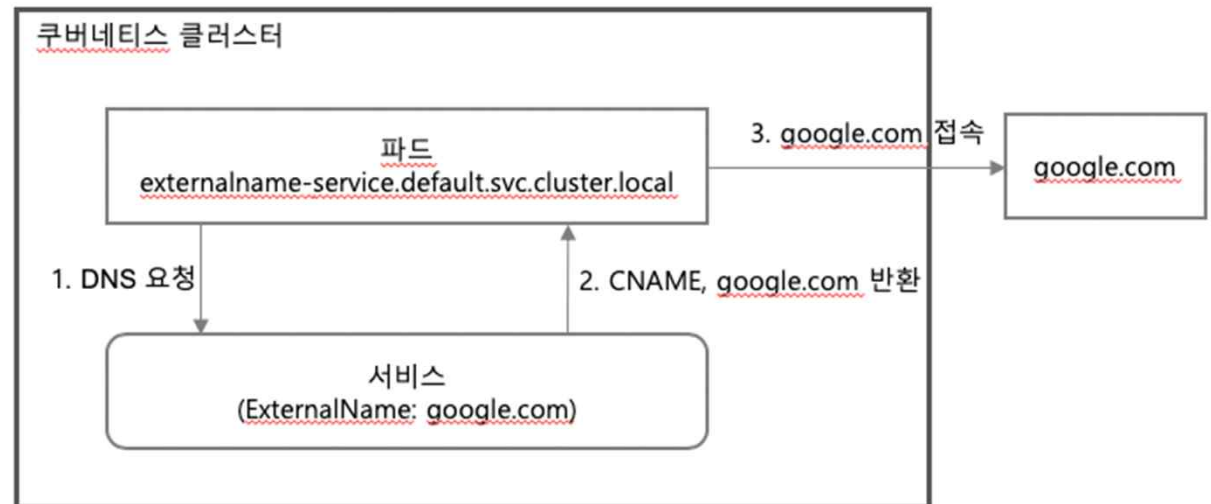 쿠버네티스 클러스터
파드
externalname-service.default.svc.cluster.local
3. google.com 접속
google.com
1. DNS 요청
2. CNAME, google.com 반환
서비스
(ExternalName: google.com)